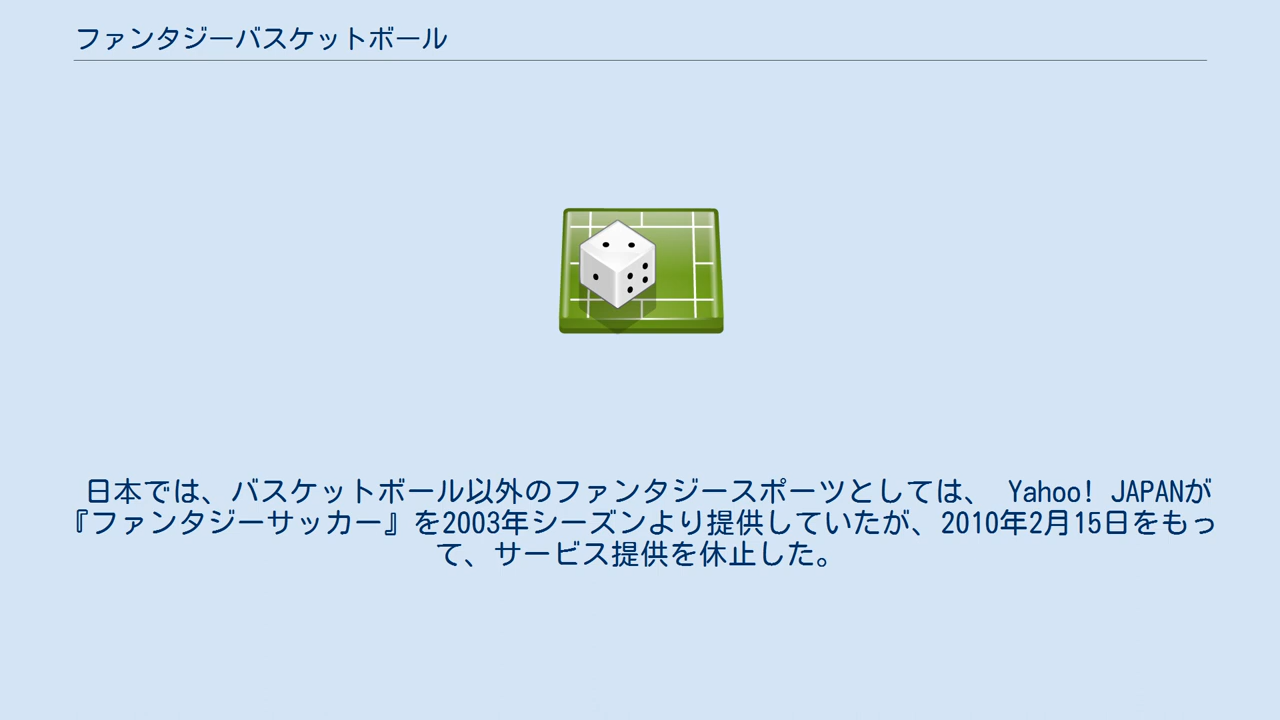 ファンタジーバスケットボール
日本では、バスケットボール以外のファンタジースポーツとしては、 Yahoo! JAPANが
『ファンタジーサッカー』を2003年シーズンより提供していたが、2010年2月15日をもっ
て、サービス提供を休止した。